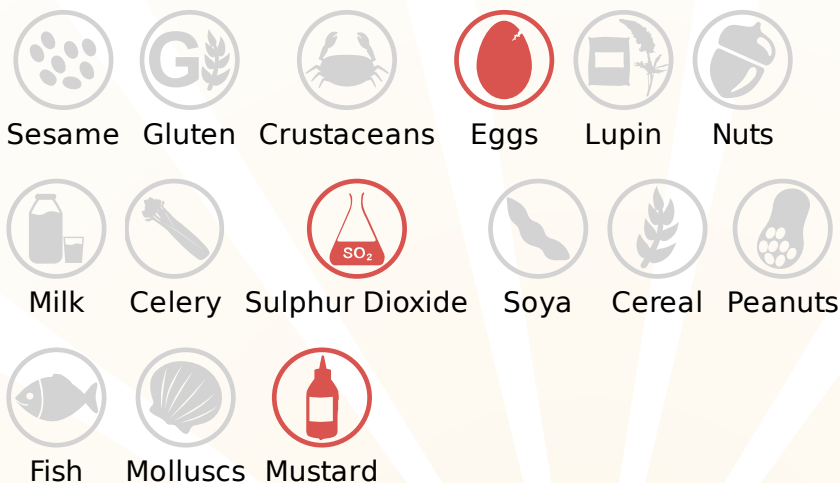 G
Sesame Gluten Crustaceans Eggs Lupin Nuts
SO₂
Milk Celery Sulphur Dioxide Soya Cereal Peanuts
Fish Molluscs Mustard